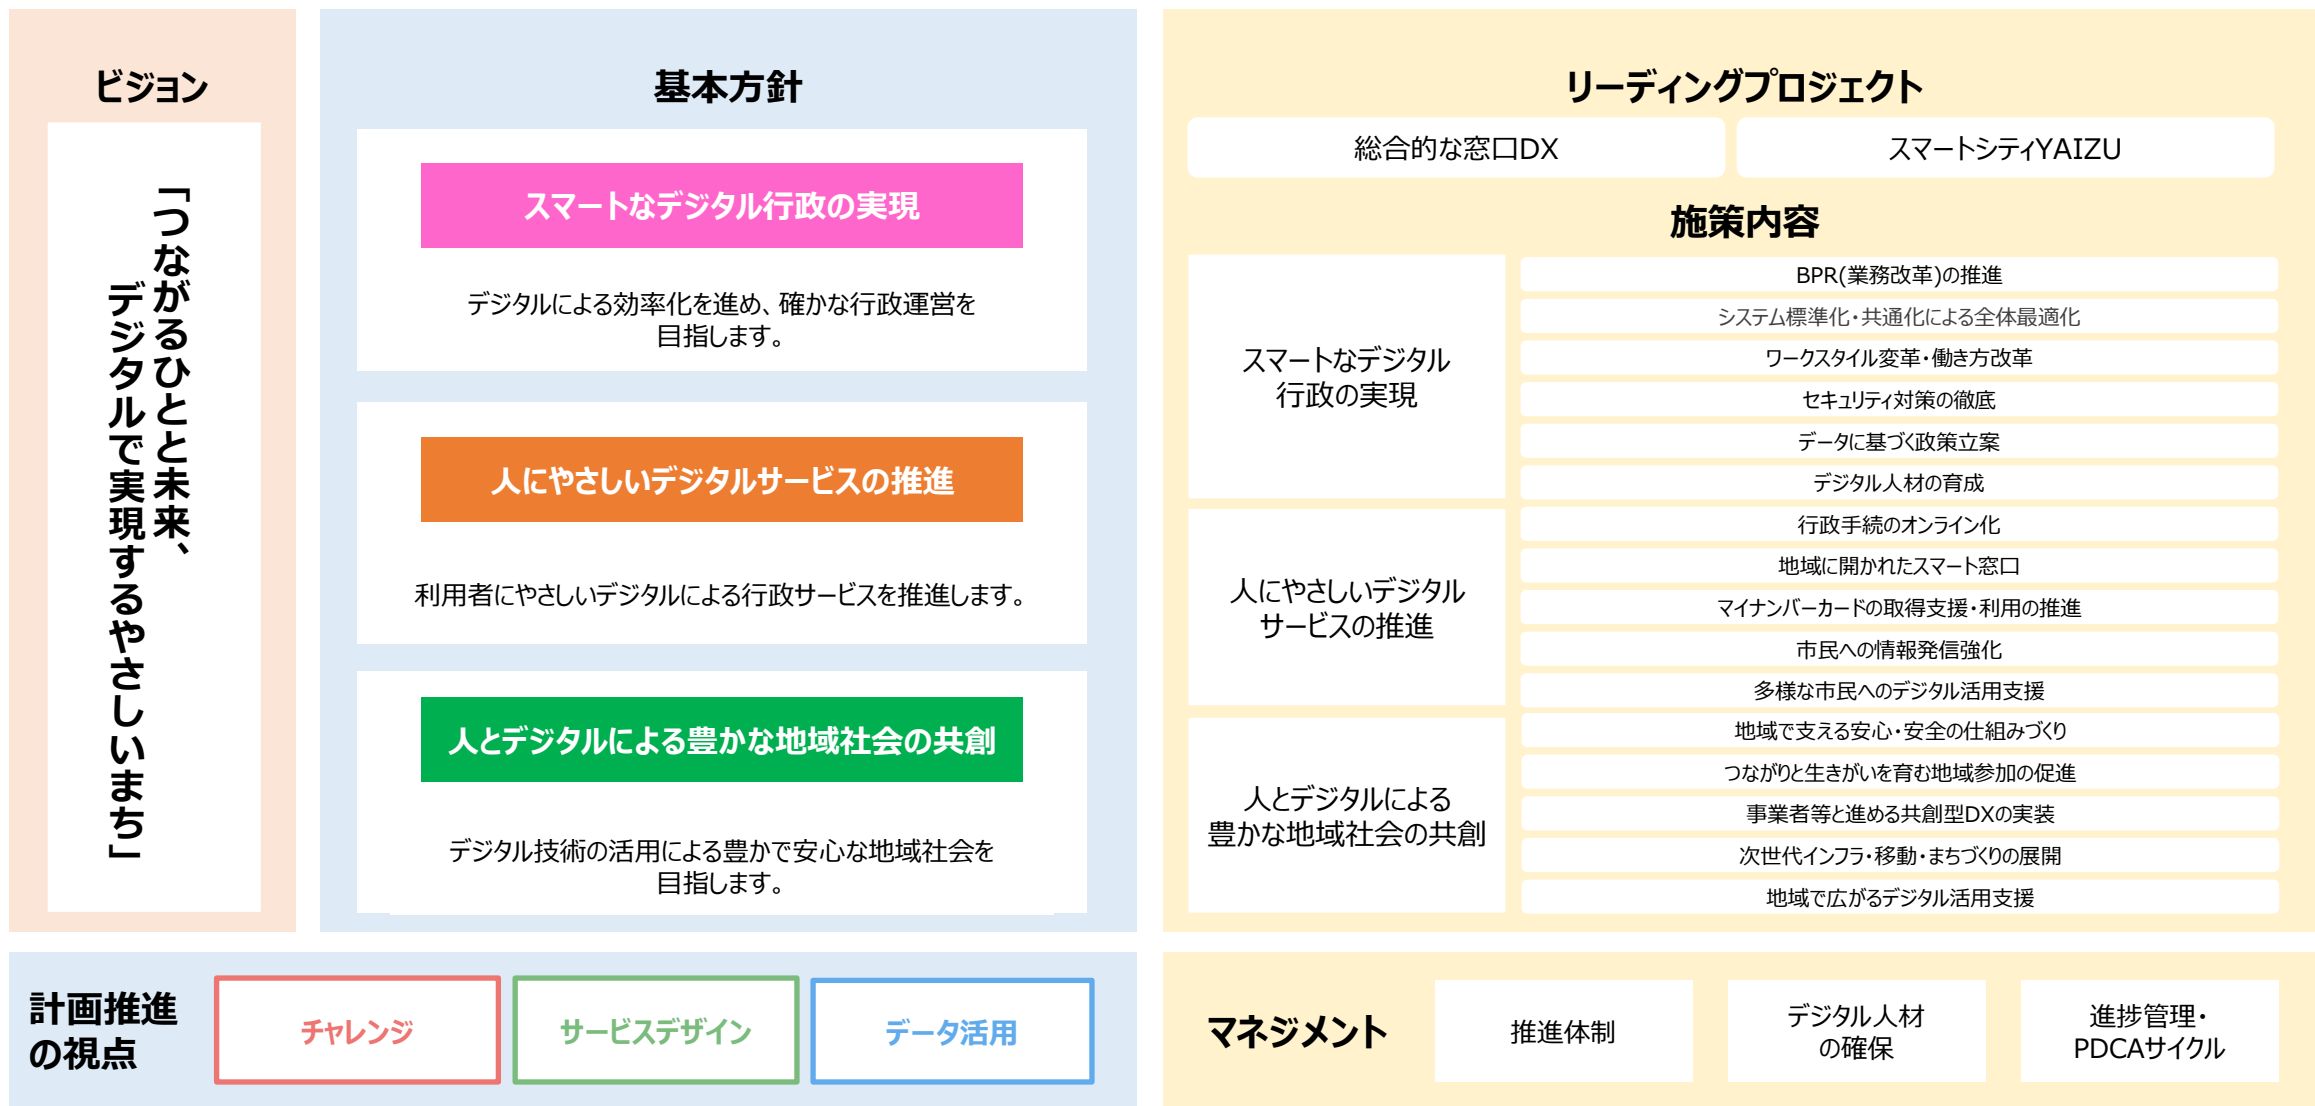 ビジョン
「つながるひとと未来、
デジタルで実現するやさしいまち」
基本方針
スマートなデジタル行政の実現
デジタルによる効率化を進め、確かな行政運営を
目指します。
人にやさしいデジタルサービスの推進
利用者にやさしいデジタルによる行政サービスを推進します。
人とデジタルによる豊かな地域社会の共創
デジタル技術の活用による豊かで安心な地域社会を
目指します。
リーディングプロジェクト
総合的な窓口DX
スマートシティYAIZU
施策内容
スマートなデジタル
行政の実現
BPR(業務改革)の推進
システム標準化・共通化による全体最適化
ワークスタイル変革・働き方改革
セキュリティ対策の徹底
データに基づく政策立案
デジタル人材の育成
人にやさしいデジタル
サービスの推進
行政手続のオンライン化
地域に開かれたスマート窓口
マイナンバーカードの取得支援・利用の推進
市民への情報発信強化
多様な市民へのデジタル活用支援
人とデジタルによる
豊かな地域社会の共創
地域で支える安心・安全の仕組みづくり
つながりと生きがいを育む地域参加の促進
事業者等と進める共創型DXの実装
次世代インフラ・移動・まちづくりの展開
地域で広がるデジタル活用支援
計画推進
の視点
チャレンジ
サービスデザイン
データ活用
マネジメント
推進体制
デジタル人材
の確保
進捗管理・
PDCAサイクル